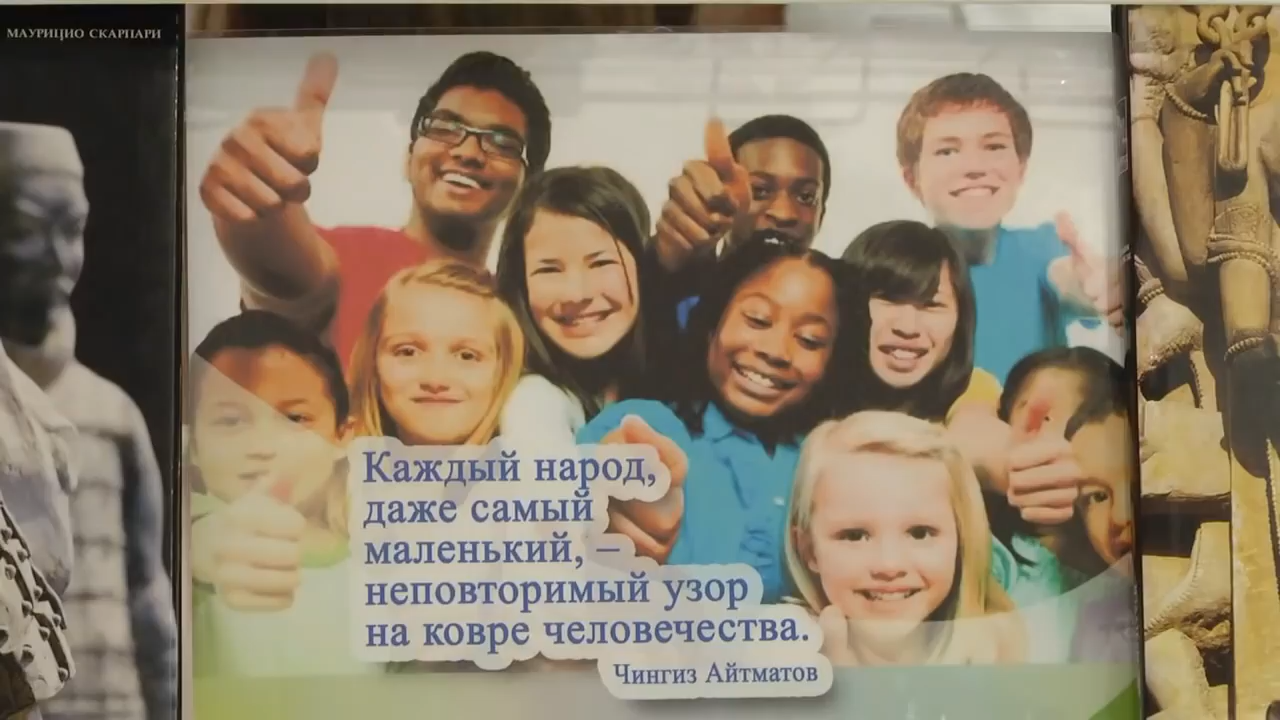 МАУРИЦИО СКАРПАРИ
Каждый народ,
даже самый
маленький, –
неповторимый узор
на ковре человечества.
Чингиз Айтматов